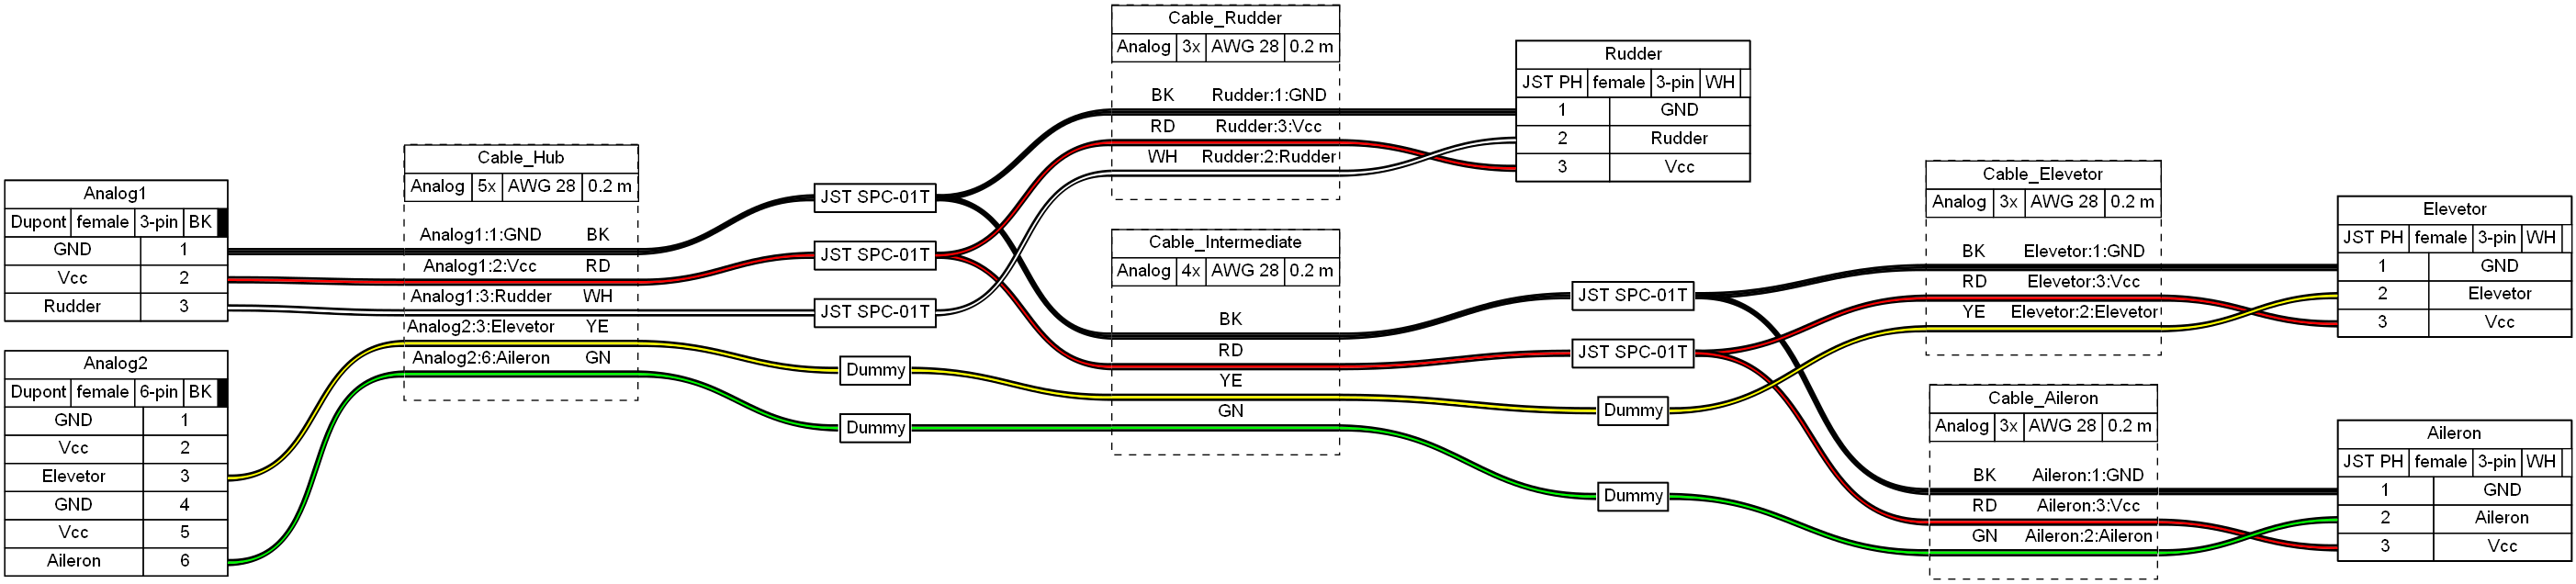 Analog1
Dupont female 3-pin BK
GND 1
Vcc 2
Rudder 3
Analog2
Dupont female 6-pin BK
GND 1
Vcc 2
Elevetor 3
GND 4
Vcc 5
Aileron 6
Cable_Hub
Analog 5x AWG 28 0.2 m
Analog1:1:GND BK
Analog1:2:Vcc RD
Analog1:3:Rudder WH
Analog2:3:Elevetor YE
Analog2:6:Aileron GN
JST SPC-01T
JST SPC-01T
JST SPC-01T
Dummy
Dummy
Cable_Rudder
Analog 3x AWG 28 0.2 m
BK Rudder:1:GND
RD Rudder:3:Vcc
WH Rudder:2:Rudder
Cable_Intermediate
Analog 4x AWG 28 0.2 m
BK
RD
YE
GN
Rudder
JST PH female 3-pin WH
1 GND
2 Rudder
3 Vcc
JST SPC-01T
JST SPC-01T
Dummy
Dummy
Cable_Elevetor
Analog 3x AWG 28 0.2 m
BK Elevetor:1:GND
RD Elevetor:3:Vcc
YE Elevetor:2:Elevetor
Cable_Aileron
Analog 3x AWG 28 0.2 m
BK Aileron:1:GND
RD Aileron:3:Vcc
GN Aileron:2:Aileron
Elevetor
JST PH female 3-pin WH
1 GND
2 Elevetor
3 Vcc
Aileron
JST PH female 3-pin WH
1 GND
2 Aileron
3 Vcc